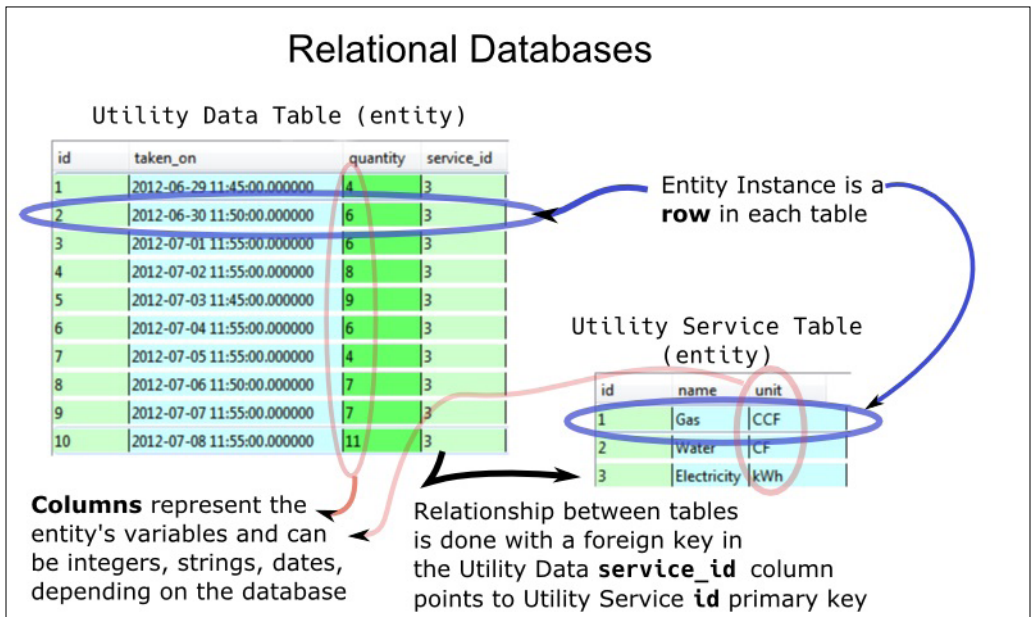 Relational Databases
Utility Data Table (entity)
id taken_on quantity service_id
1 2012-06-29 11:45:00.000000 4 3
2 2012-06-30 11:50:00.000000 6 3
3 2012-07-01 11:55:00.000000 6 3
4 2012-07-02 11:55:00.000000 8 3
5 2012-07-03 11:45:00.000000 9 3
6 2012-07-04 11:55:00.000000 6 3
7 2012-07-05 11:55:00.000000 4 3
8 2012-07-06 11:50:00.000000 7 3
9 2012-07-07 11:55:00.000000 7 3
10 2012-07-08 11:55:00.000000 11 3
Entity Instance is a
row in each table
Utility Service Table
(entity)
id name unit
1 Gas CCF
2 Water CF
3 Electricity kWh
Columns represent the
entity's variables and can
be integers, strings, dates,
depending on the database
Relationship between tables
is done with a foreign key in
the Utility Data service_id column
points to Utility Service id primary key